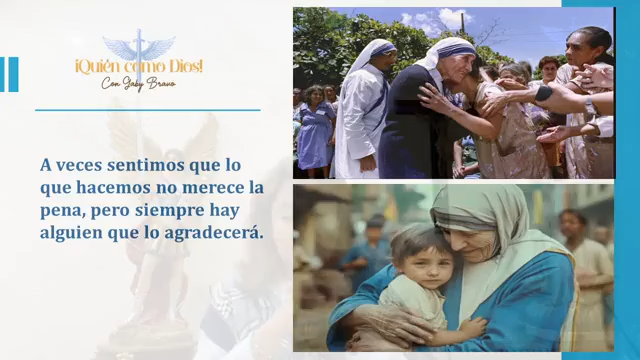 ¡Quién como Dios!
Con Gaby Bravo
A veces sentimos que lo
que hacemos no merece la
pena, pero siempre hay
alguien que lo agradecerá.